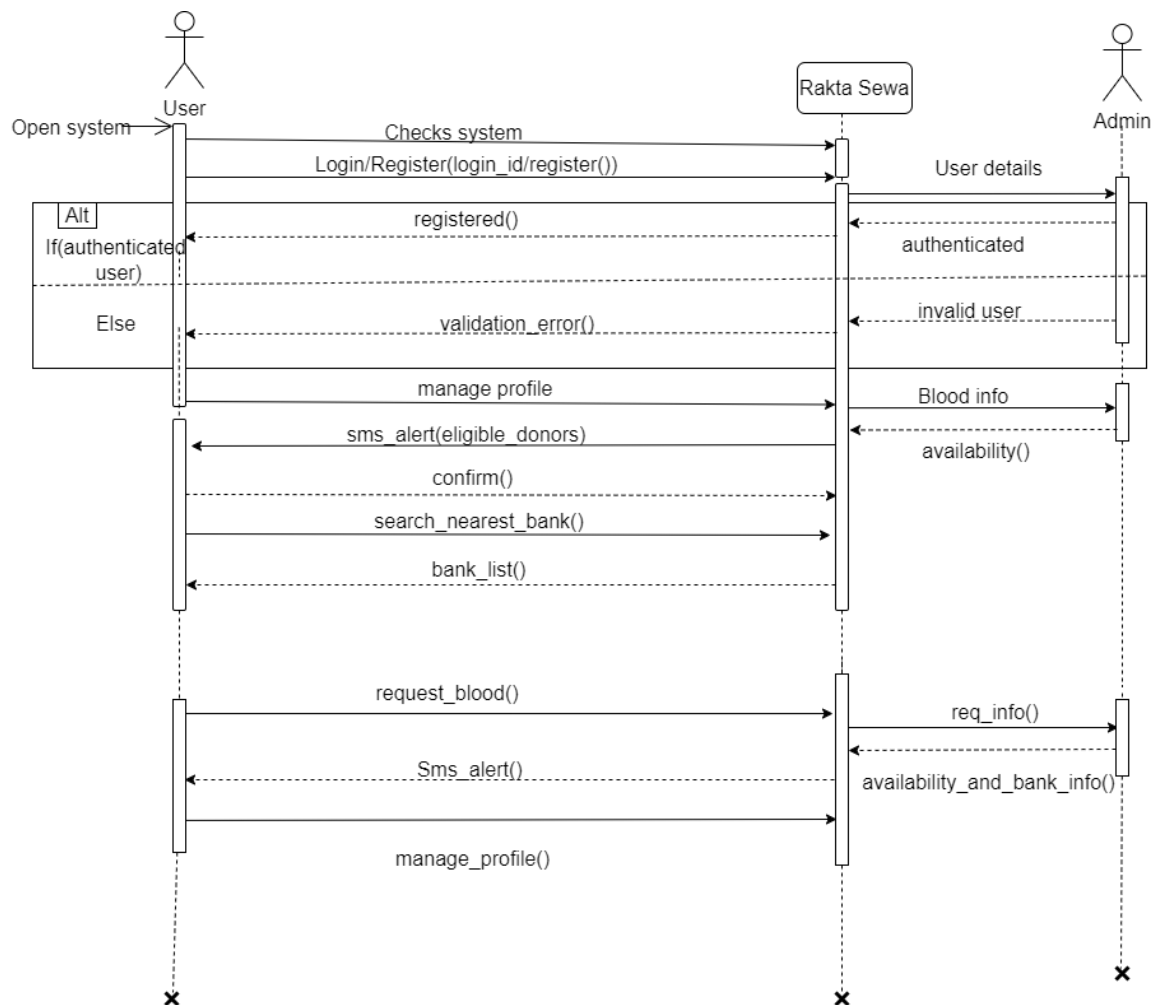 User
Rakta Sewa
Admin
Open system
Checks system
Login/Register(login_id/register())
User details
Alt
registered()
If(authenticated
user)
authenticated
Else
validation_error()
invalid user
manage profile
Blood info
sms_alert(eligible_donors)
availability()
confirm()
search_nearest_bank()
bank_list()
request_blood()
req_info()
Sms_alert()
availability_and_bank_info()
manage_profile()